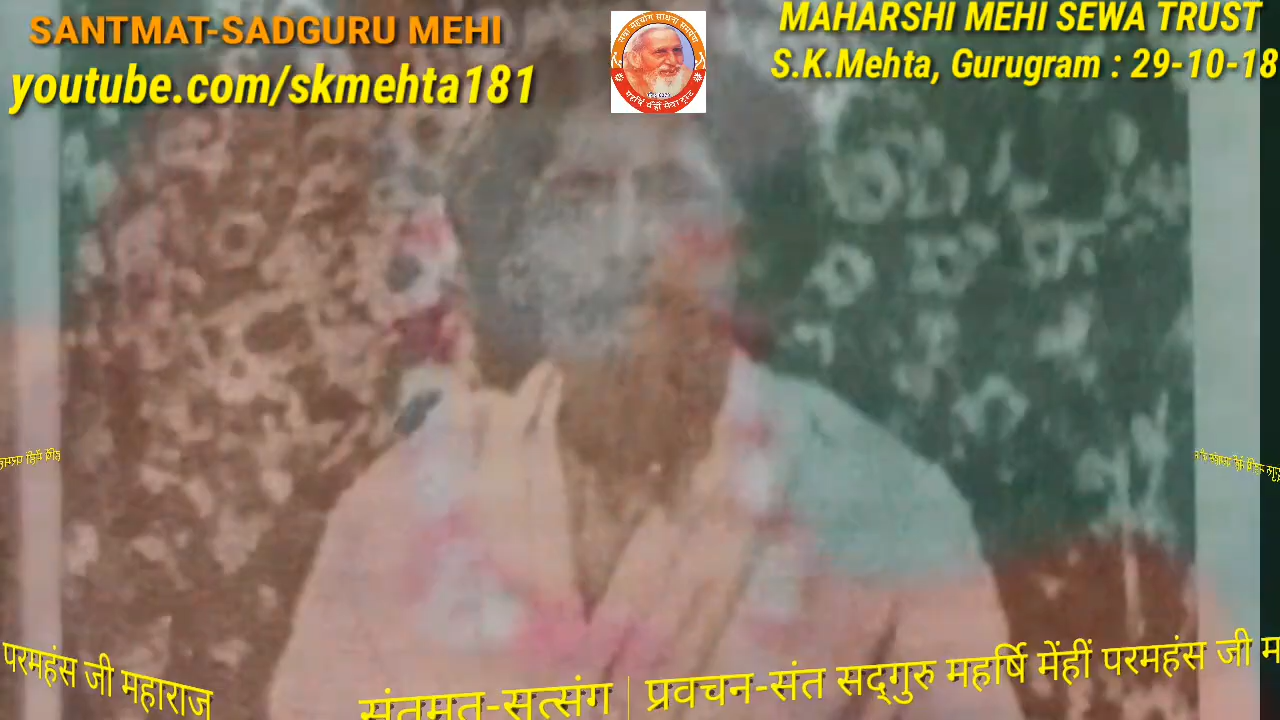 SANTMAT-SADGURU MEHI
youtube.com/skmehta181
MAHARSHI MEHI SEWA TRUST
S.K.Mehta, Gurugram : 29-10-18
परमहंस जी महाराज
संतमत-सत्संग | प्रवचन-संत सद्गुरु महर्षि मेंहीं परमहंस जी म